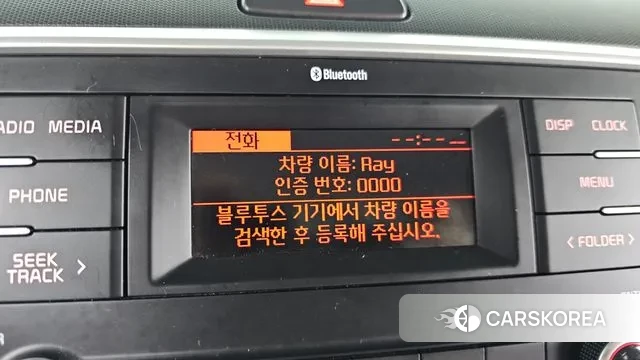 Bluetooth
RADIO MEDIA
PHONE
SEEK
TRACK >
전화 --:-- --
차량 이름: Ray
인증 번호: 0000
블루투스 기기에서 차량 이름을
검색한 후 등록해 주십시오.
DISP CLOCK
MENU
< FOLDER >
CARSKOREA